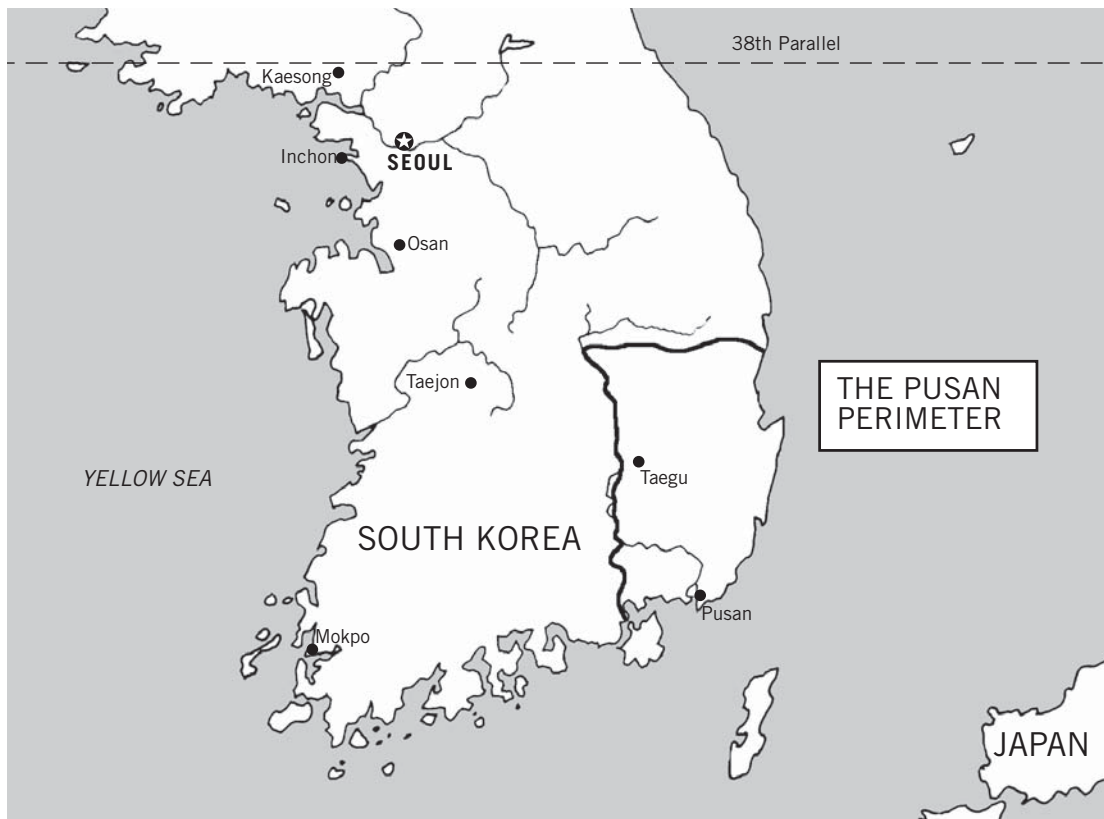 38th Parallel
Kaesong
Inchon
SEOUL
Osan
THE PUSAN
PERIMETER
Taejon
YELLOW SEA
Taegu
SOUTH KOREA
Pusan
Mokpo
JAPAN